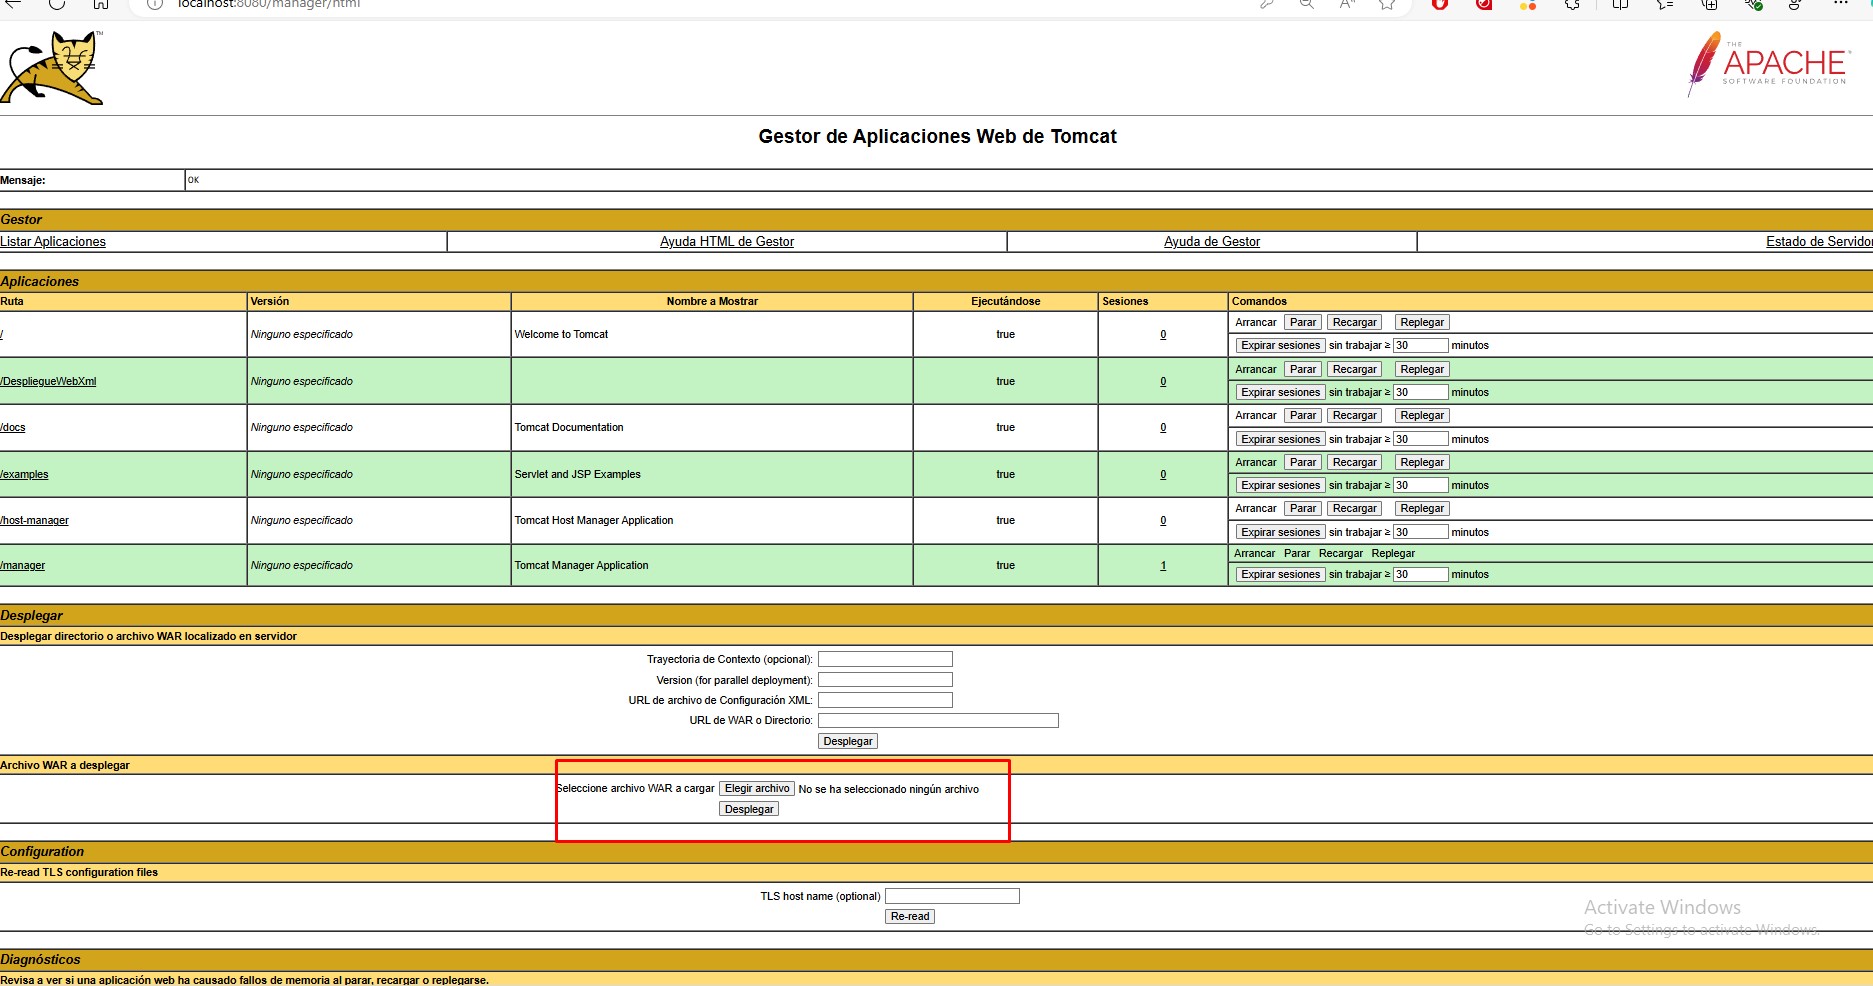 localhost:8080/manager/html
TM
THE
APACHE
SOFTWARE FOUNDATION
Gestor de Aplicaciones Web de Tomcat
Mensaje: OK
Gestor
Listar Aplicaciones Ayuda HTML de Gestor Ayuda de Gestor Estado de Servidor
Aplicaciones
Ruta Versión Nombre a Mostrar Ejecutándose Sesiones Comandos
/ Ninguno especificado Welcome to Tomcat true 0 Arrancar Parar Recargar Replegar
Expirar sesiones sin trabajar ≥ 30 minutos
/DespliegueWebXml Ninguno especificado true 0 Arrancar Parar Recargar Replegar
Expirar sesiones sin trabajar ≥ 30 minutos
/docs Ninguno especificado Tomcat Documentation true 0 Arrancar Parar Recargar Replegar
Expirar sesiones sin trabajar ≥ 30 minutos
/examples Ninguno especificado Servlet and JSP Examples true 0 Arrancar Parar Recargar Replegar
Expirar sesiones sin trabajar ≥ 30 minutos
/host-manager Ninguno especificado Tomcat Host Manager Application true 0 Arrancar Parar Recargar Replegar
Expirar sesiones sin trabajar ≥ 30 minutos
/manager Ninguno especificado Tomcat Manager Application true 1 Arrancar Parar Recargar Replegar
Expirar sesiones sin trabajar ≥ 30 minutos
Desplegar
Desplegar directorio o archivo WAR localizado en servidor
Trayectoria de Contexto (opcional):
Version (for parallel deployment):
URL de archivo de Configuración XML:
URL de WAR o Directorio:
Desplegar
Archivo WAR a desplegar
Seleccione archivo WAR a cargar Elegir archivo No se ha seleccionado ningún archivo
Desplegar
Configuration
Re-read TLS configuration files
TLS host name (optional)
Re-read
Activate Windows
Go to Settings to activate Windows.
Diagnósticos
Revisa a ver si una aplicación web ha causado fallos de memoria al parar, recargar o replegarse.